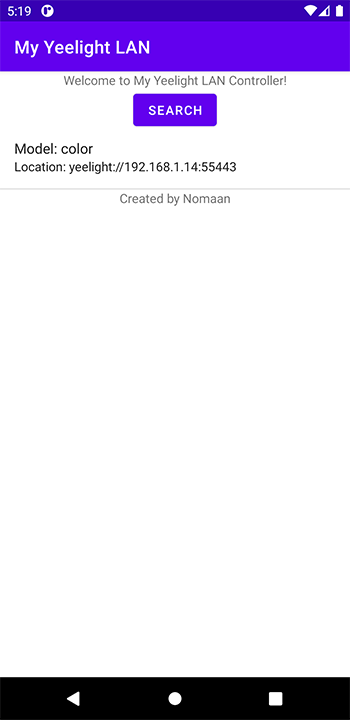 5:19
My Yeelight LAN
Welcome to My Yeelight LAN Controller!
SEARCH
Model: color
Location: yeelight://192.168.1.14:55443
Created by Nomaan